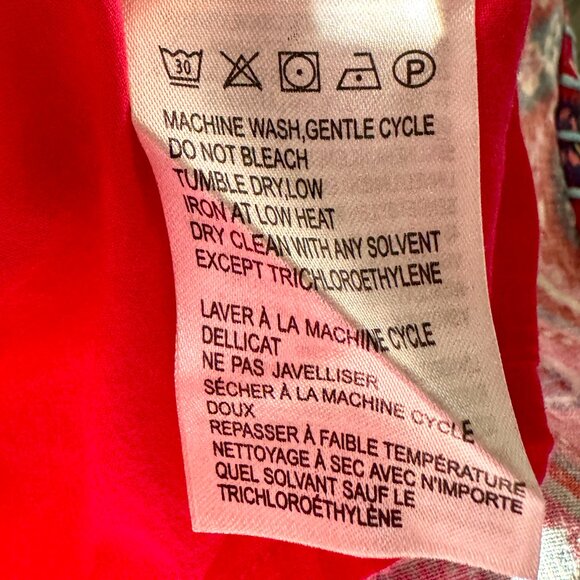 30 P
MACHINE WASH,GENTLE CYCLE
DO NOT BLEACH
TUMBLE DRY,LOW
IRON AT LOW HEAT
DRY CLEAN WITH ANY SOLVENT
EXCEPT TRICHLOROETHYLENE
LAVER À LA MACHINE CYCLE
DELLICAT
NE PAS JAVELLISER
SÉCHER À LA MACHINE CYCLE
DOUX
REPASSER À FAIBLE TEMPÉRATURE
NETTOYAGE À SEC AVEC N'IMPORTE
QUEL SOLVANT SAUF LE
TRICHLOROÉTHYLÈNE